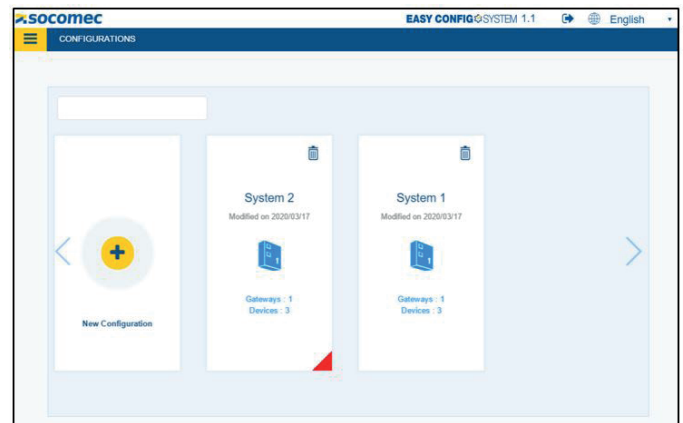 socomec
EASY CONFIG SYSTEM 1.1
English
CONFIGURATIONS
New Configuration
System 2
Modified on 2020/03/17
Gateways : 1
Devices : 3
System 1
Modified on 2020/03/17
Gateways : 1
Devices : 3